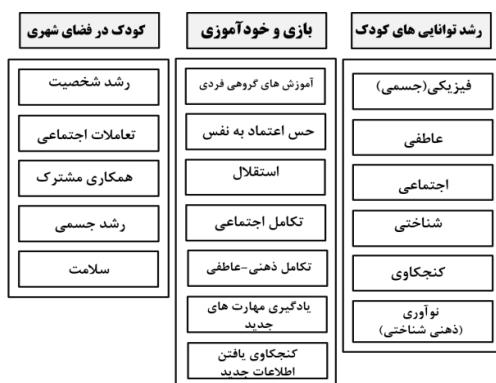 رشد توانایی های کودک
فیزیکی(جسمی)
عاطفی
اجتماعی
شناختی
کنجکاوی
نوآوری
(ذهنی شناختی)
بازی و خودآموزی
آموزش های گروهی فردی
حس اعتماد به نفس
استقلال
تکامل اجتماعی
تکامل ذهنی-عاطفی
یادگیری مهارت های
جدید
کنجکاوی یافتن
اطلاعات جدید
کودک در فضای شهری
رشد شخصیت
تعاملات اجتماعی
همکاری مشترک
رشد جسمی
سلامت